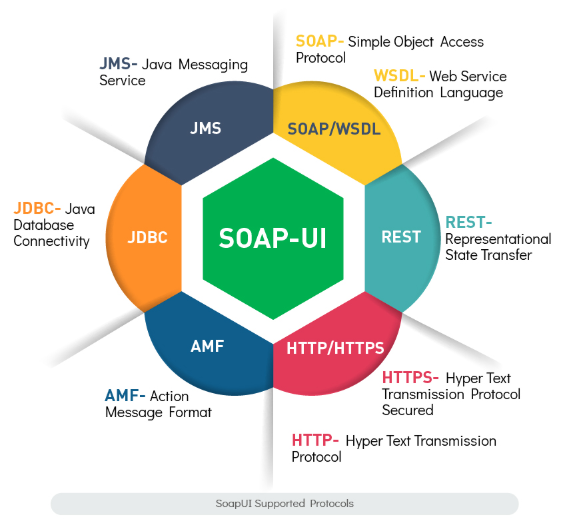 SOAP- Simple Object Access
Protocol
JMS- Java Messaging
Service
WSDL- Web Service
Definition Language
JMS
SOAP/WSDL
JDBC- Java
Database
Connectivity
JDBC
SOAP-UI
REST
REST-
Representational
State Transfer
AMF
HTTP/HTTPS
AMF- Action
Message Format
HTTPS- Hyper Text
Transmission Protocol
Secured
HTTP- Hyper Text Transmission
Protocol
SoapUI Supported Protocols